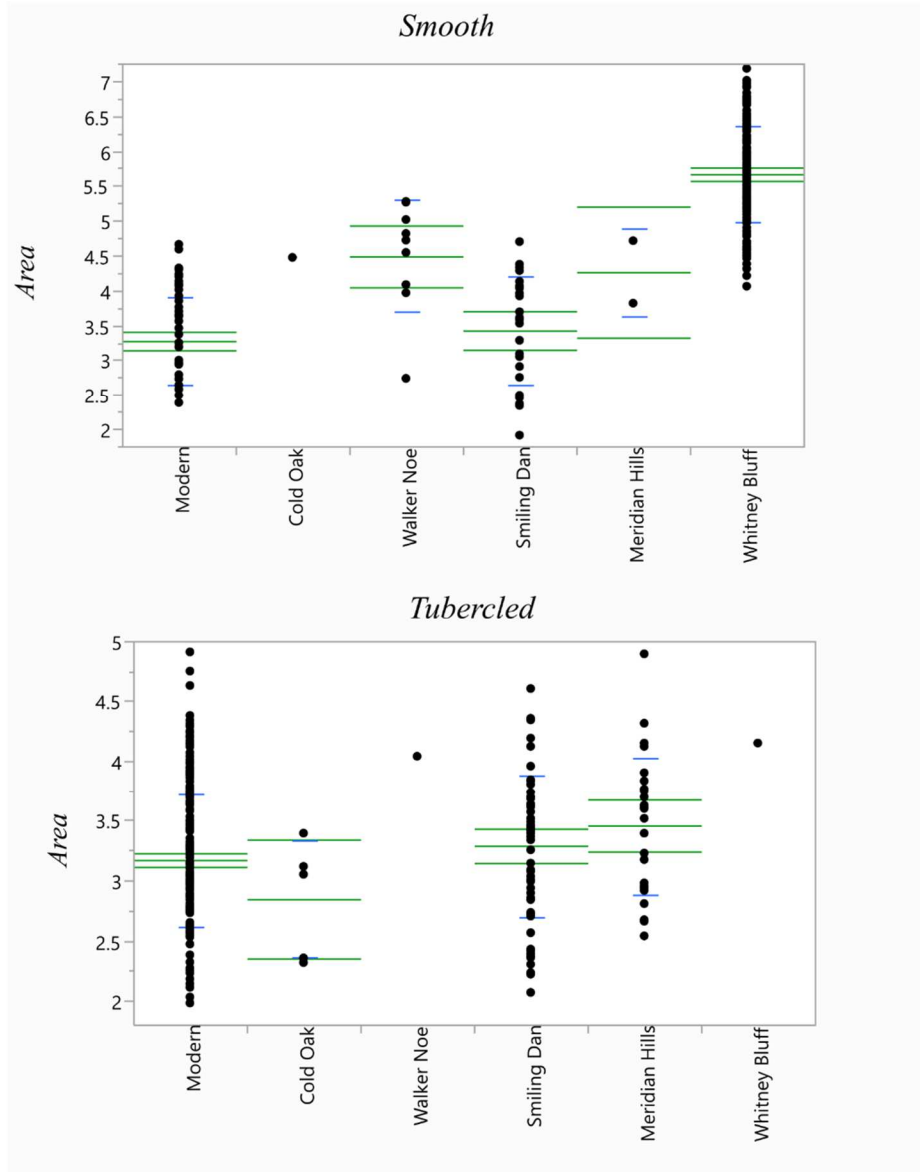 Smooth
Area
7
6.5
6
5.5
5
4.5
4
3.5
3
2.5
2
Modern
Cold Oak
Walker Noe
Smiling Dan
Meridian Hills
Whitney Bluff
Tubercled
Area
5
4.5
4
3.5
3
2.5
2
Modern
Cold Oak
Walker Noe
Smiling Dan
Meridian Hills
Whitney Bluff